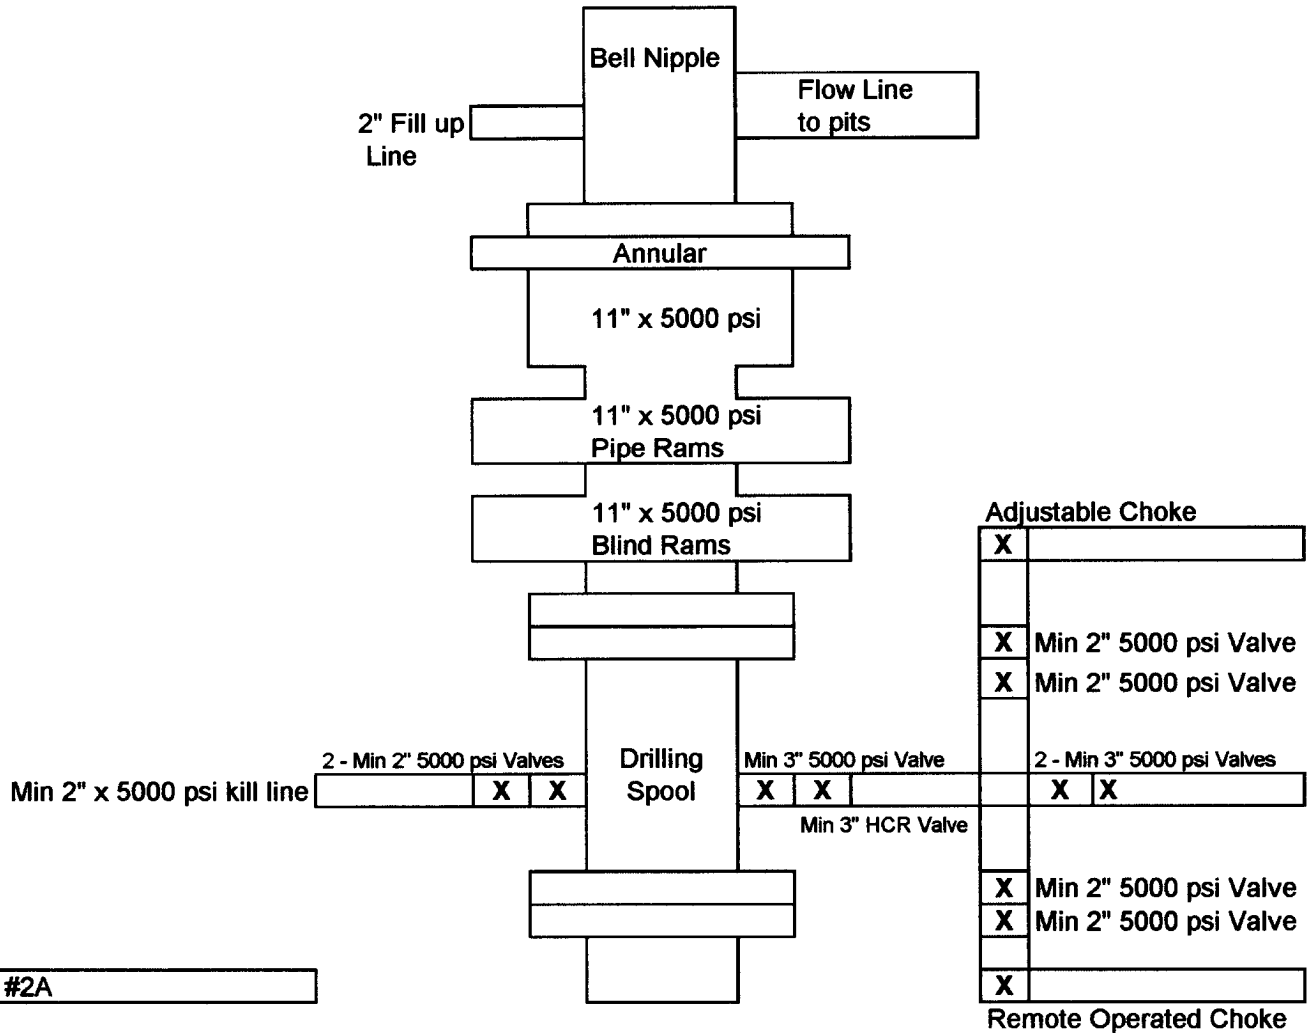 Bell Nipple
Flow Line
to pits
2" Fill up
Line
Annular
11" x 5000 psi
11" x 5000 psi
Pipe Rams
11" x 5000 psi
Blind Rams
Adjustable Choke
X
X Min 2" 5000 psi Valve
X Min 2" 5000 psi Valve
2 - Min 2" 5000 psi Valves
Drilling
Spool
Min 3" 5000 psi Valve
2 - Min 3" 5000 psi Valves
Min 2" x 5000 psi kill line
X X
X X
X X
Min 3" HCR Valve
X Min 2" 5000 psi Valve
X Min 2" 5000 psi Valve
#2A
X
Remote Operated Choke